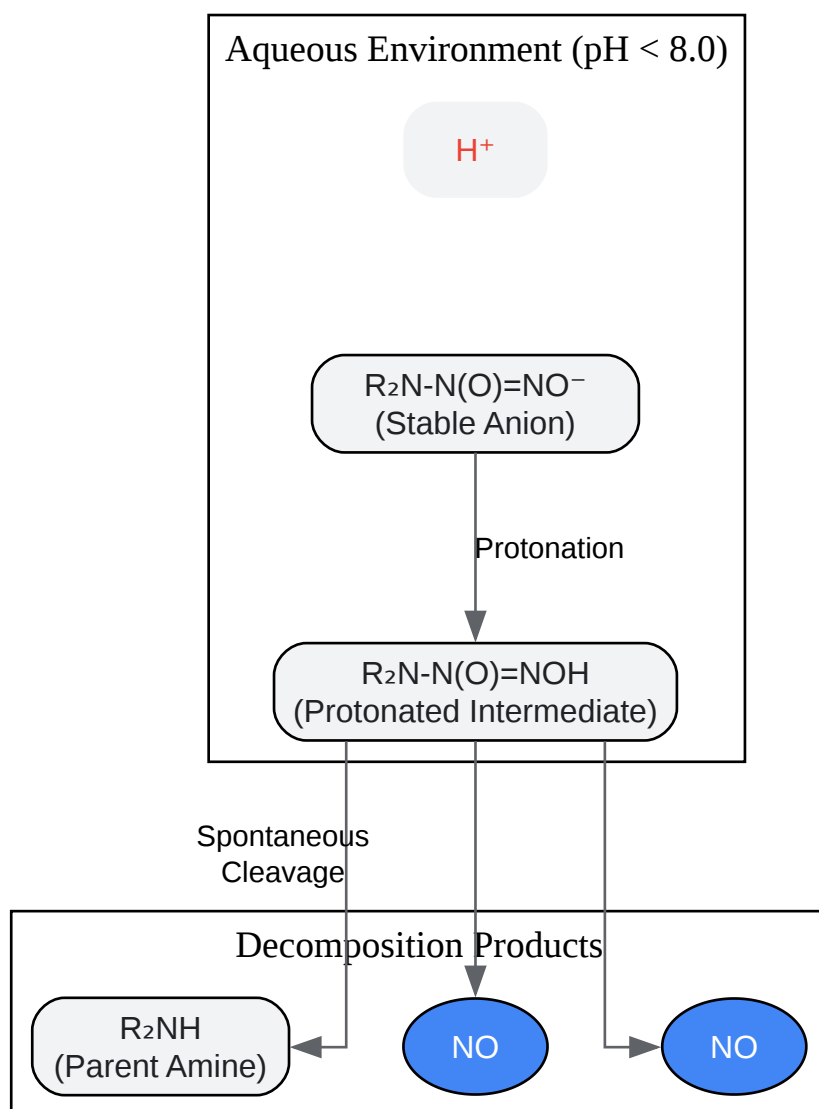 Aqueous Environment (pH < 8.0)
H⁺
R₂N-N(O)=NO⁻
(Stable Anion)
Protonation
R₂N-N(O)=NOH
(Protonated Intermediate)
Spontaneous
Cleavage
Decomposition Products
R₂NH
(Parent Amine)
NO
NO